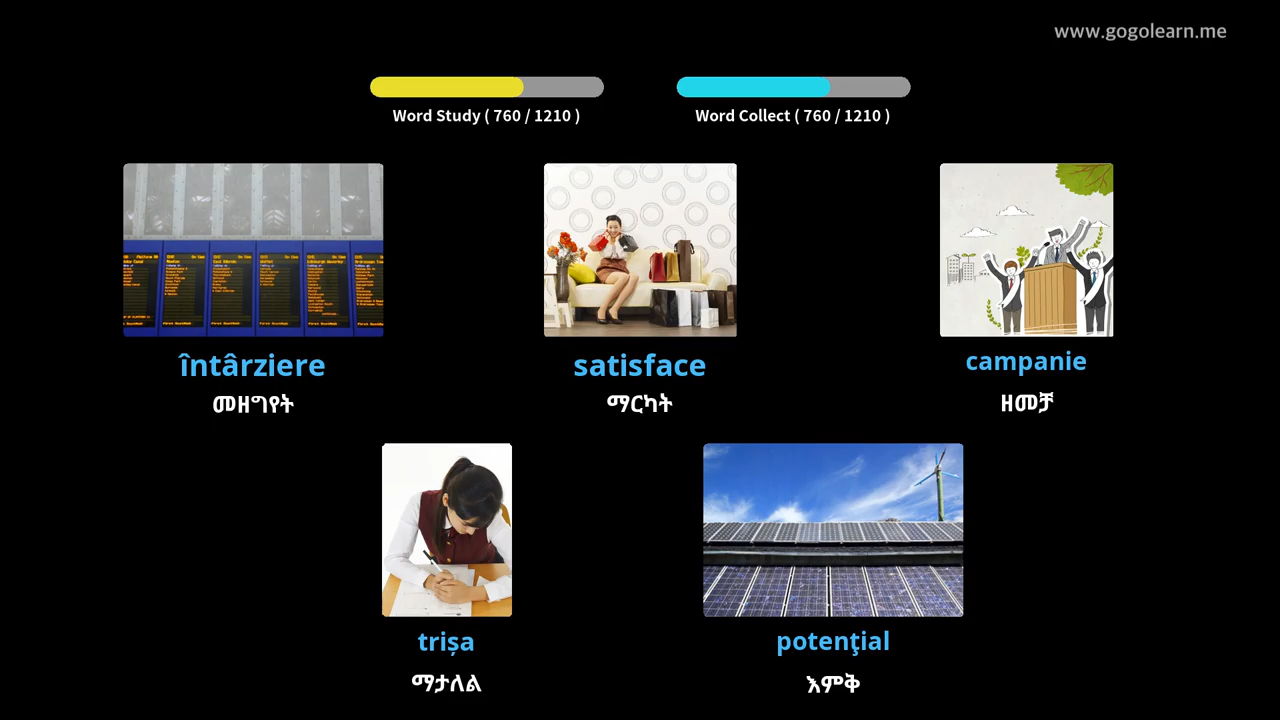 www.gogolearn.me
Word Study ( 760 / 1210 )
Word Collect ( 760 / 1210 )
întârziere
satisface
campanie
መዘግየት
ማርካት
ዘመቻ
trișa
potenţial
ማታለል
እምቅ